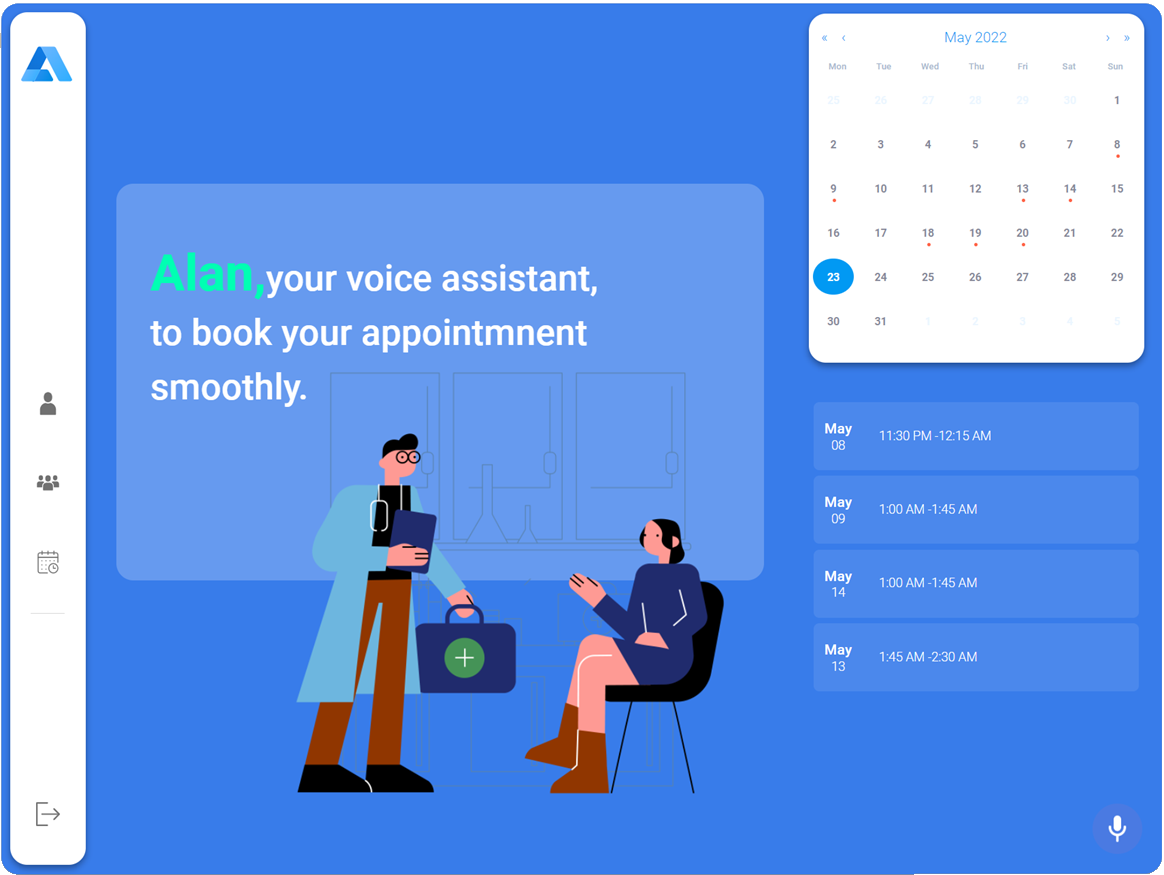 « ‹ May 2022 › »
Mon Tue Wed Thu Fri Sat Sun
25 26 27 28 29 30 1
2 3 4 5 6 7 8
9 10 11 12 13 14 15
16 17 18 19 20 21 22
23 24 25 26 27 28 29
30 31 1 2 3 4 5
Alan,your voice assistant,
to book your appointmnent
smoothly.
May
08
11:30 PM -12:15 AM
May
09
1:00 AM -1:45 AM
May
14
1:00 AM -1:45 AM
May
13
1:45 AM -2:30 AM